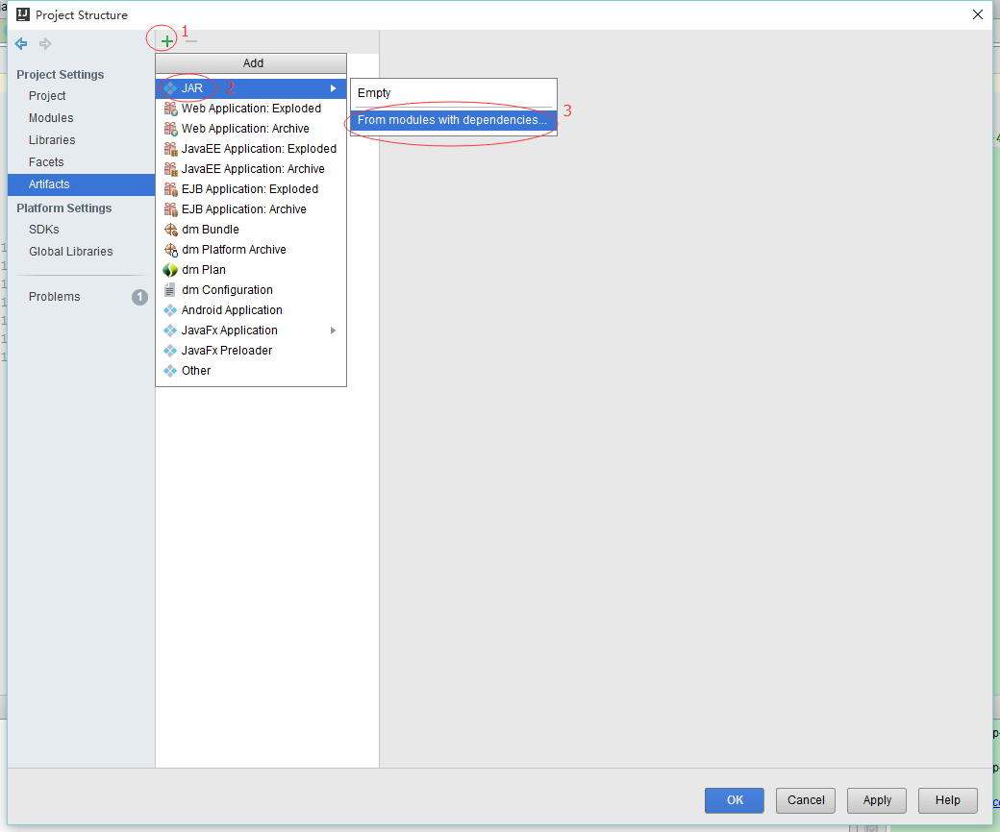 IJ Project Structure
1
Project Settings
Project
Modules
Libraries
Facets
Artifacts
Platform Settings
SDKs
Global Libraries
Problems 1
Add
JAR 2
Web Application: Exploded
Web Application: Archive
JavaEE Application: Exploded
JavaEE Application: Archive
EJB Application: Exploded
EJB Application: Archive
dm Bundle
dm Platform Archive
dm Plan
dm Configuration
Android Application
JavaFx Application
JavaFx Preloader
Other
Empty
From modules with dependencies... 3
OK Cancel Apply Help